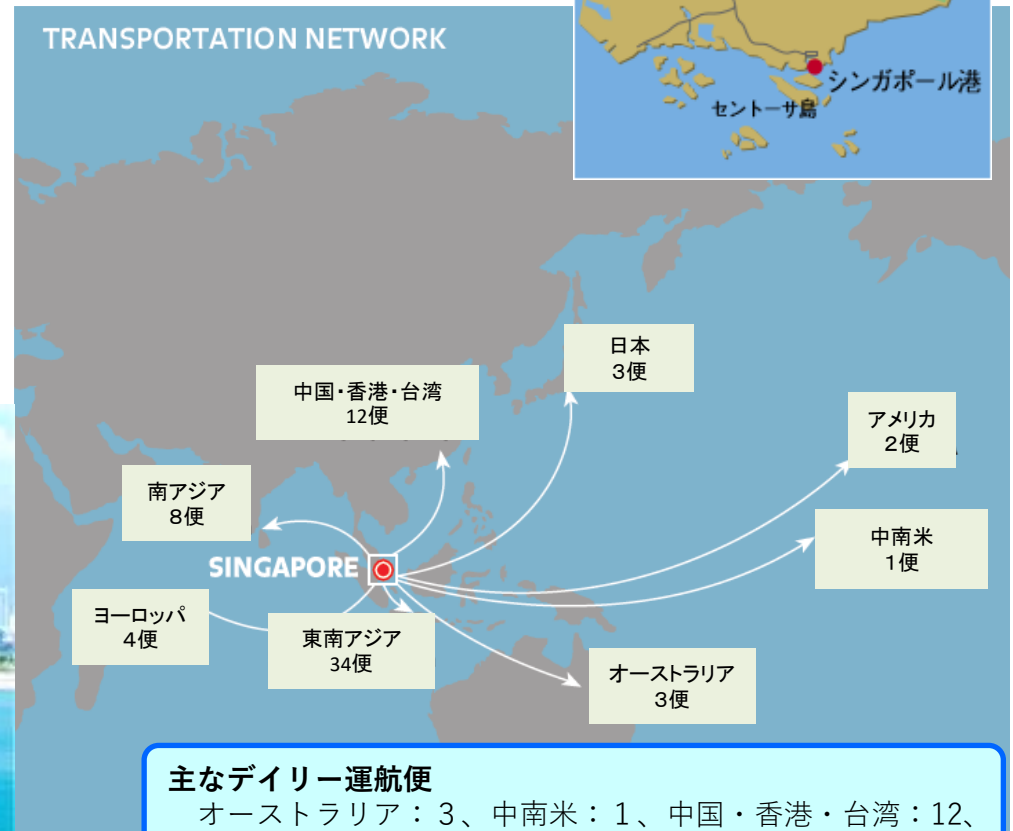 シンガポール港
セントーサ島
TRANSPORTATION NETWORK
日本
3便
中国・香港・台湾
12便
アメリカ
2便
南アジア
8便
中南米
1便
SINGAPORE
ヨーロッパ
4便
東南アジア
34便
オーストラリア
3便
主なデイリー運航便
オーストラリア：３、中南米：１、中国・香港・台湾：12、